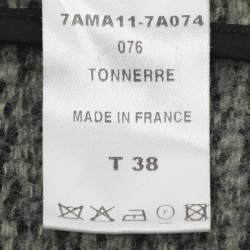 7AMA11-7A074
076
TONNERRE
MADE IN FRANCE
T 38